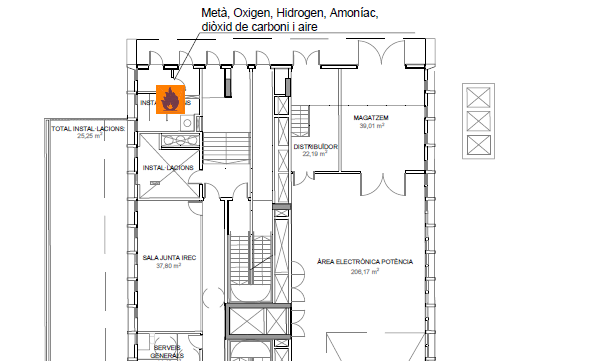 Metà, Oxigen, Hidrogen, Amoníac,
diòxid de carboni i aire
MAGATZEM
39,01 m²
TOTAL INSTAL·LACIONS:
25,25 m²
DISTRIBUÏDOR
22,19 m²
INSTAL·LACIONS
SALA JUNTA IREC
37,80 m²
ÀREA ELECTRÒNICA POTÈNCIA
206,17 m²
SERVEIS
GENERALS